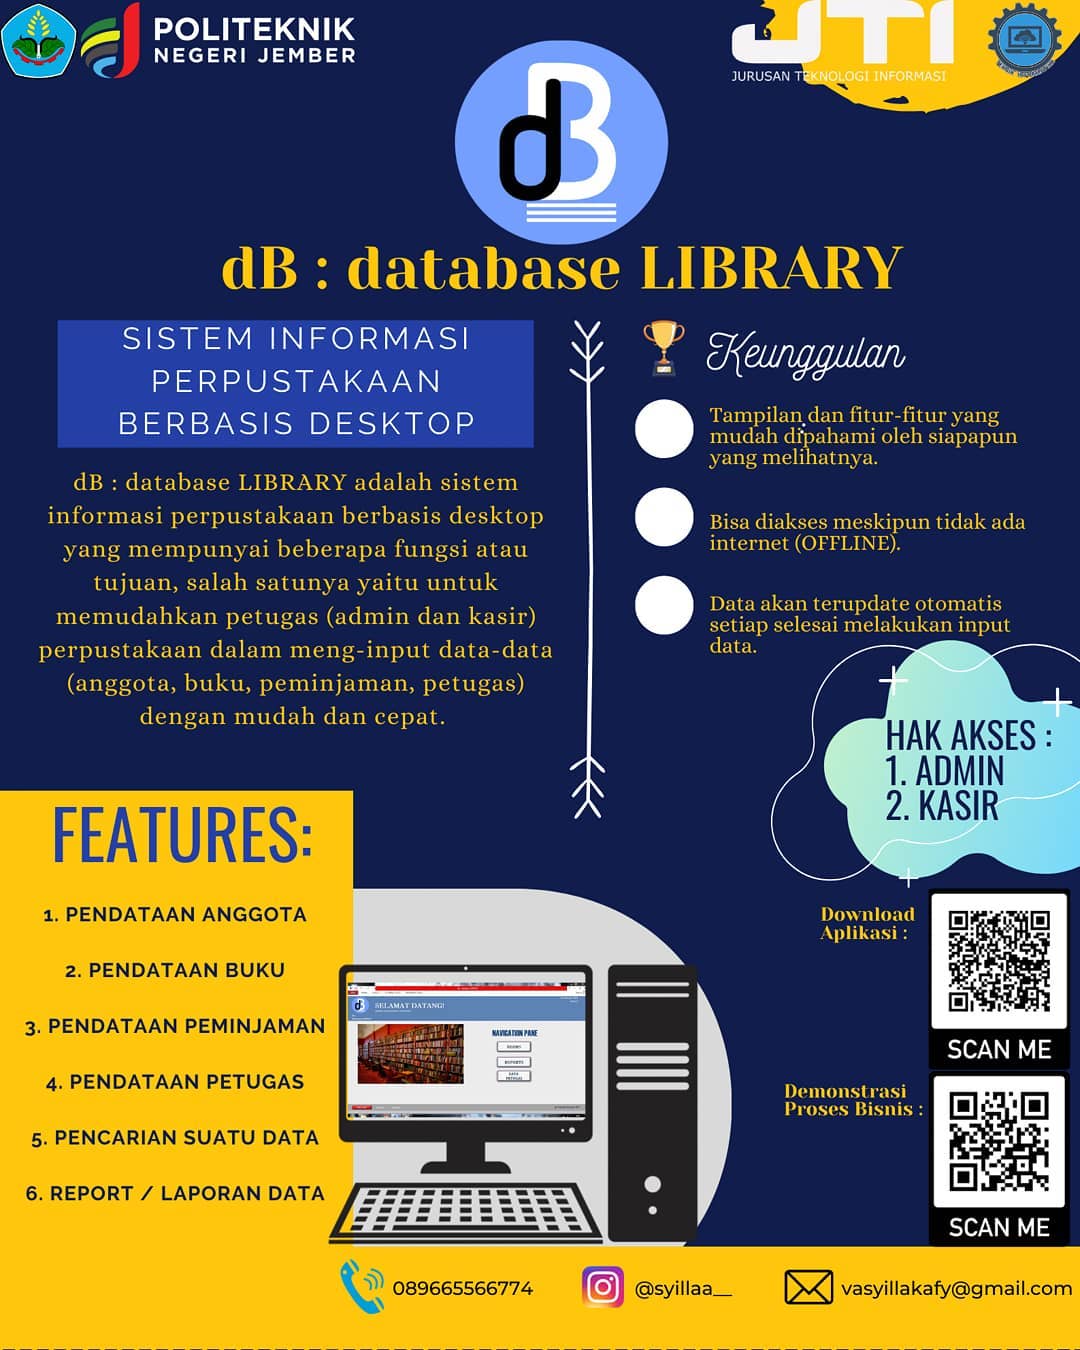 POLITEKNIK
NEGERI JEMBER
JTI
JURUSAN TEKNOLOGI INFORMASI
dB
dB : database LIBRARY
SISTEM INFORMASI
PERPUSTAKAAN
BERBASIS DESKTOP
dB : database LIBRARY adalah sistem
informasi perpustakaan berbasis desktop
yang mempunyai beberapa fungsi atau
tujuan, salah satunya yaitu untuk
memudahkan petugas (admin dan kasir)
perpustakaan dalam meng-input data-data
(anggota, buku, peminjaman, petugas)
dengan mudah dan cepat.
Keunggulan
Tampilan dan fitur-fitur yang
mudah dipahami oleh siapapun
yang melihatnya.
Bisa diakses meskipun tidak ada
internet (OFFLINE).
Data akan terupdate otomatis
setiap selesai melakukan input
data.
HAK AKSES :
1. ADMIN
2. KASIR
FEATURES:
1. PENDATAAN ANGGOTA
2. PENDATAAN BUKU
3. PENDATAAN PEMINJAMAN
4. PENDATAAN PETUGAS
5. PENCARIAN SUATU DATA
6. REPORT / LAPORAN DATA
SELAMAT DATANG!
NAVIGATION PANE
REPORTS
DATA
PETUGAS
Download
Aplikasi :
SCAN ME
Demonstrasi
Proses Bisnis :
SCAN ME
089665566774
@syillaa__
vasyillakafy@gmail.com